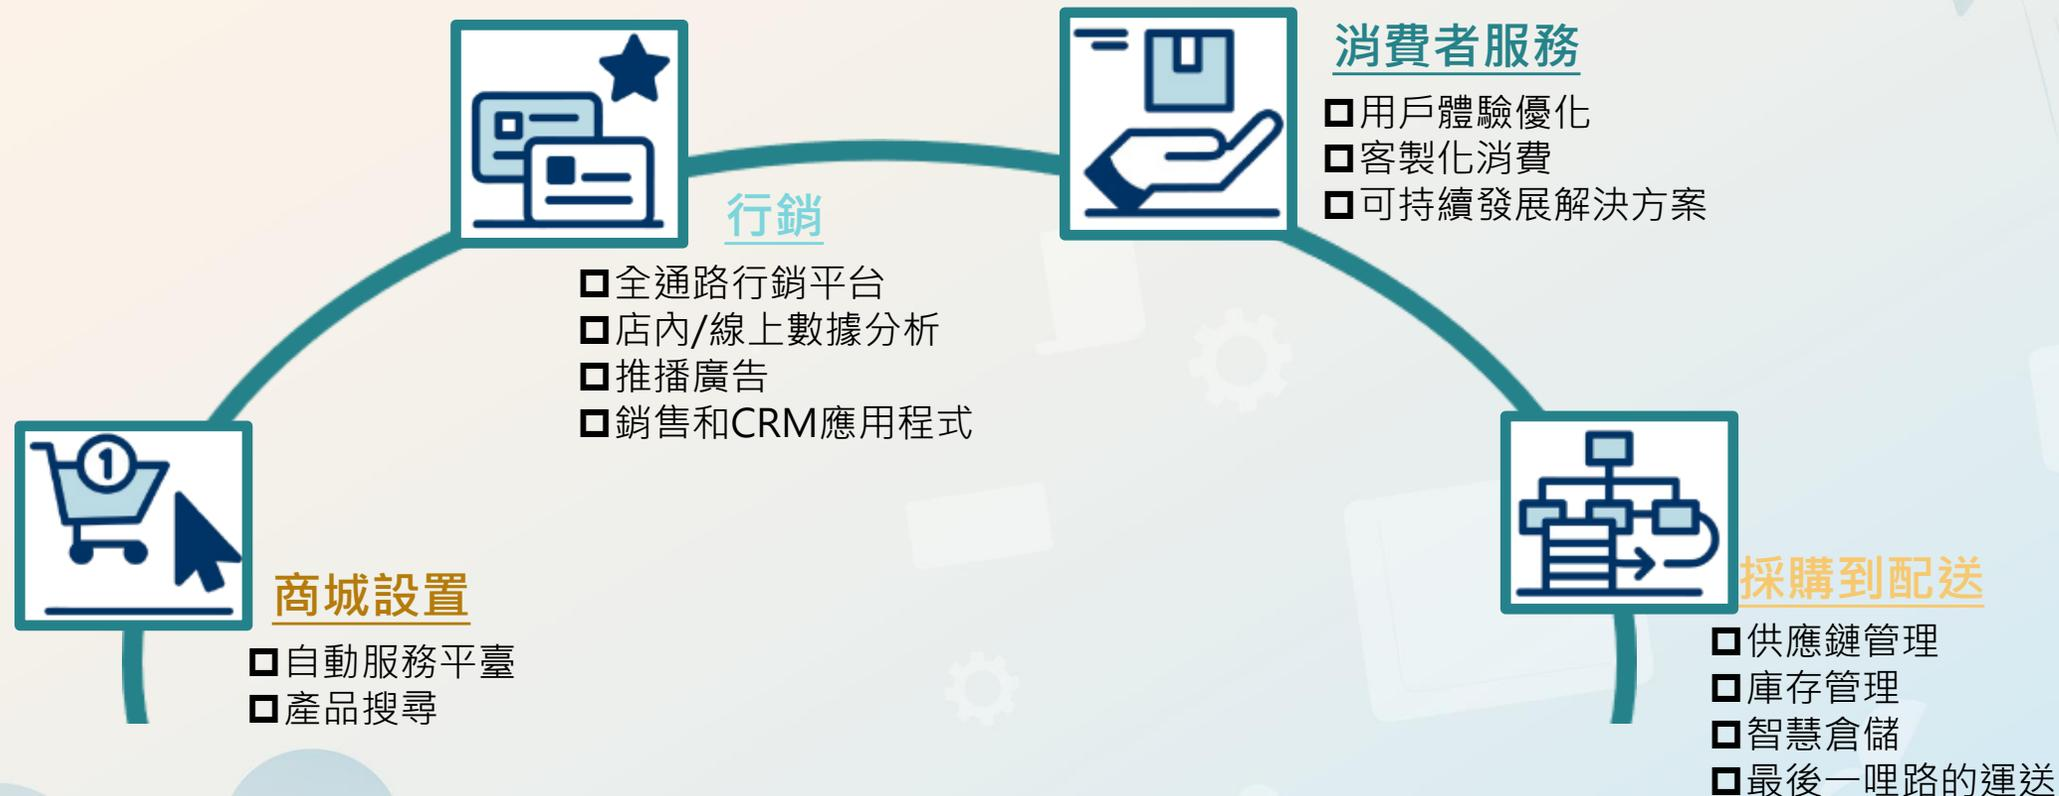 消費者服務
□用戶體驗優化
□客製化消費
□可持續發展解決方案
行銷
□全通路行銷平台
□店內/線上數據分析
□推播廣告
□銷售和CRM應用程式
1
商城設置
□自動服務平臺
□產品搜尋
採購到配送
□供應鏈管理
□庫存管理
□智慧倉儲
□最後一哩路的運送